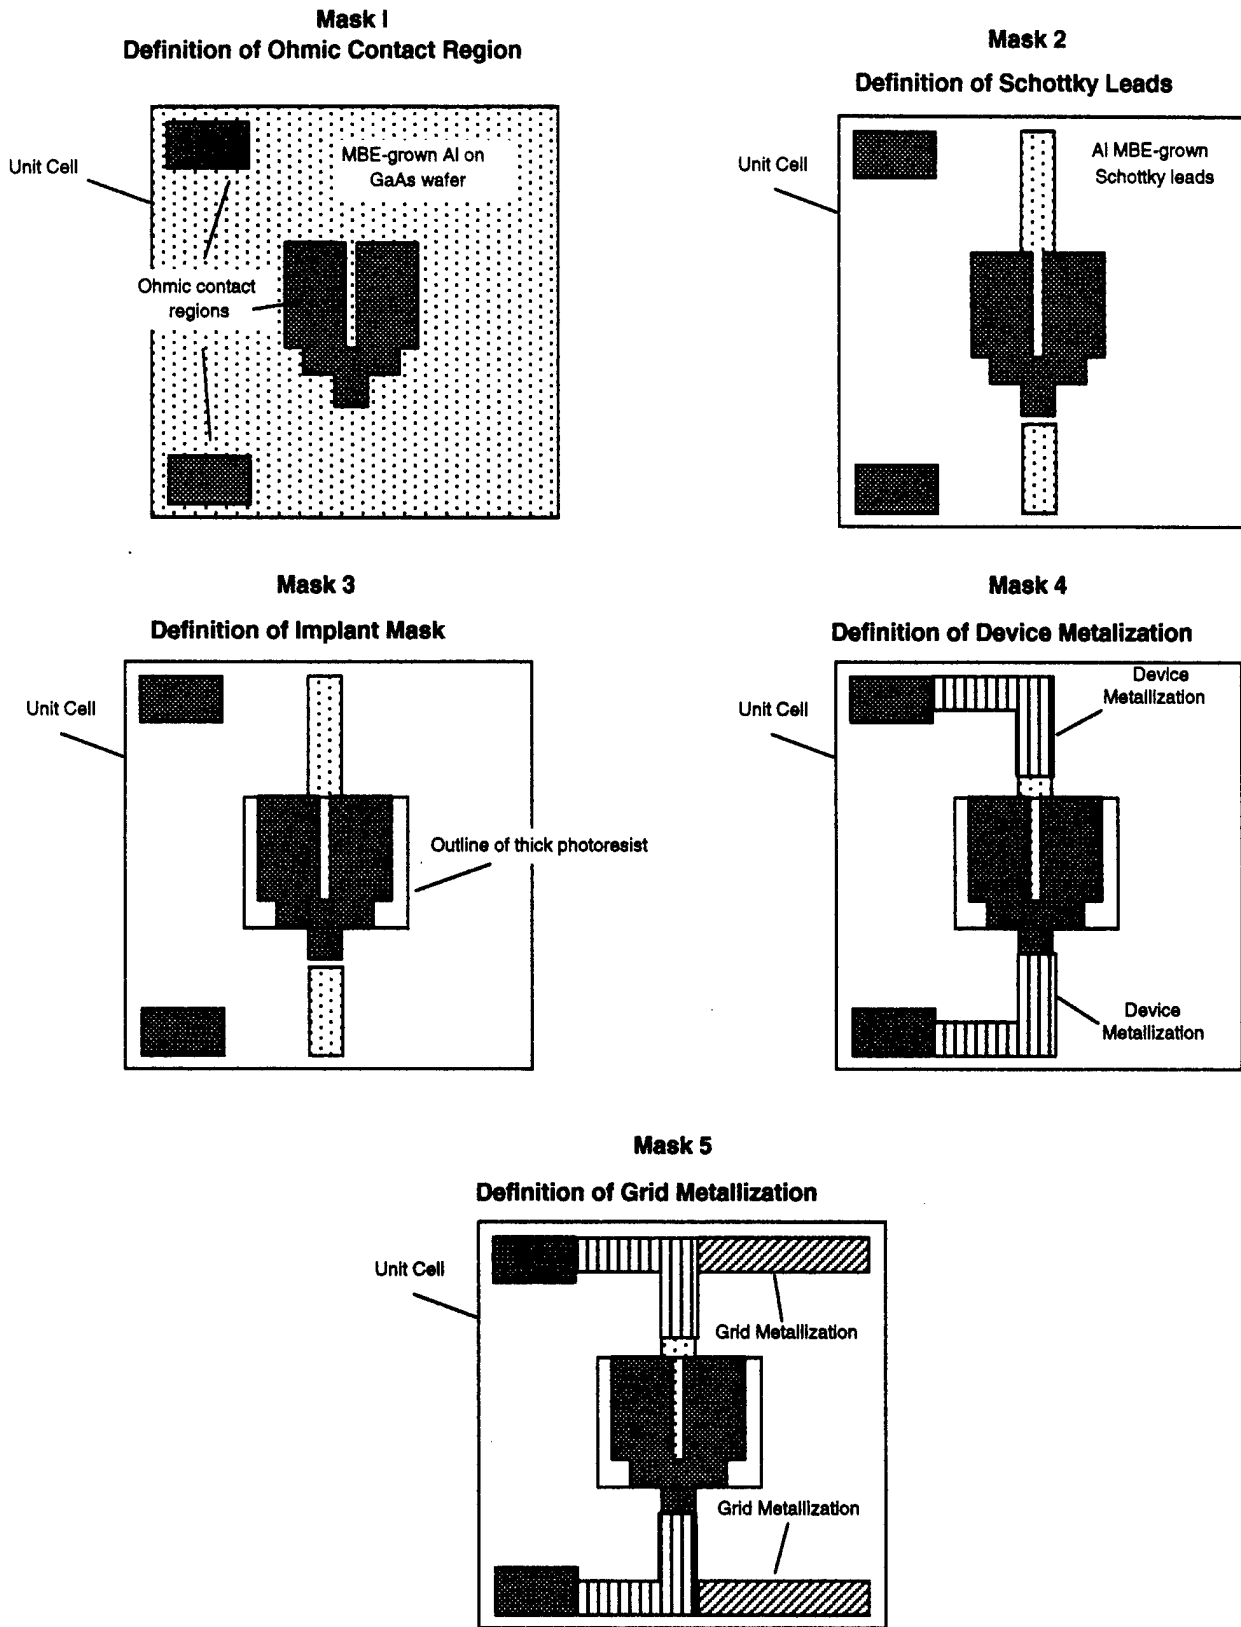 Mask I
Definition of Ohmic Contact Region
Unit Cell
MBE-grown Al on
GaAs wafer
Ohmic contact
regions
Mask 2
Definition of Schottky Leads
Unit Cell
Al MBE-grown
Schottky leads
Mask 3
Definition of Implant Mask
Unit Cell
Outline of thick photoresist
Mask 4
Definition of Device Metalization
Unit Cell
Device
Metallization
Device
Metallization
Mask 5
Definition of Grid Metallization
Unit Cell
Grid Metallization
Grid Metallization